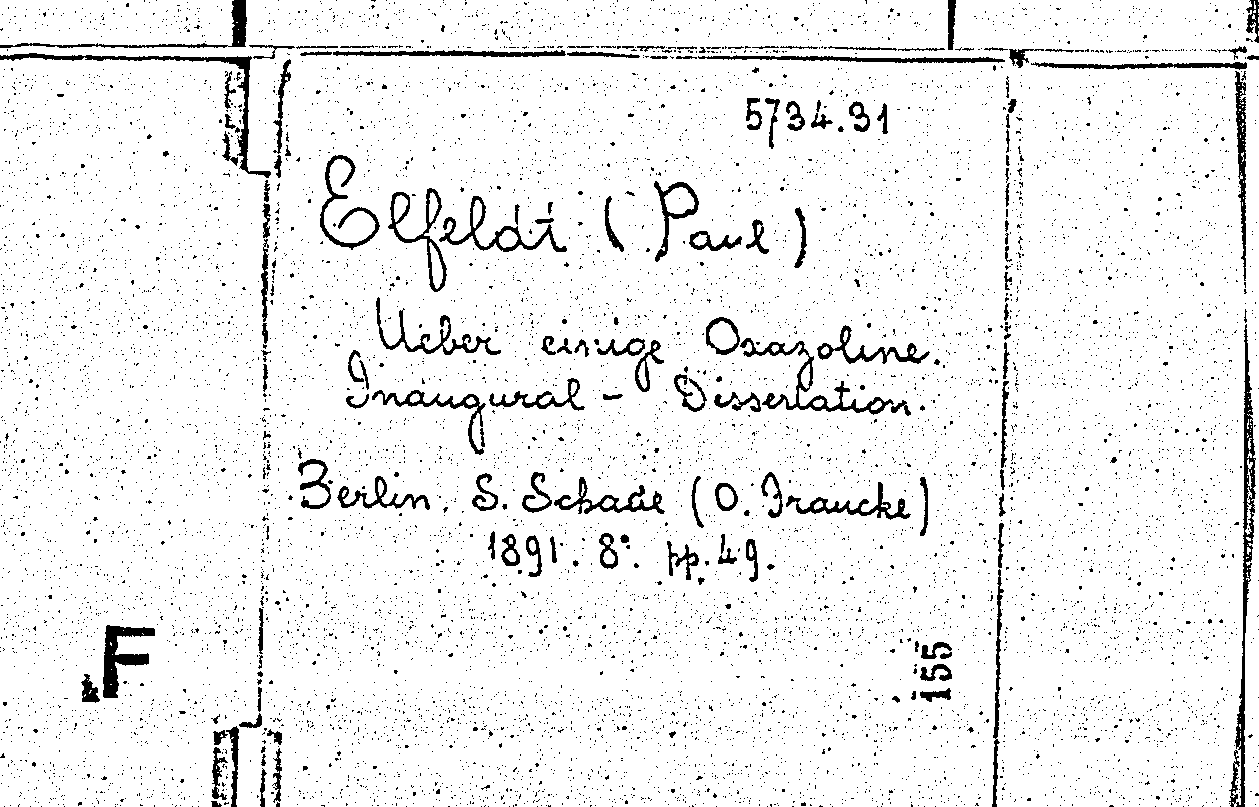 5734.31
Elfeldt (Paul)
Ueber einige Oxazoline.
Inaugural - Dissertation.
Berlin. S. Schade (O. Francke)
1891. 8°. pp. 49.
F
155